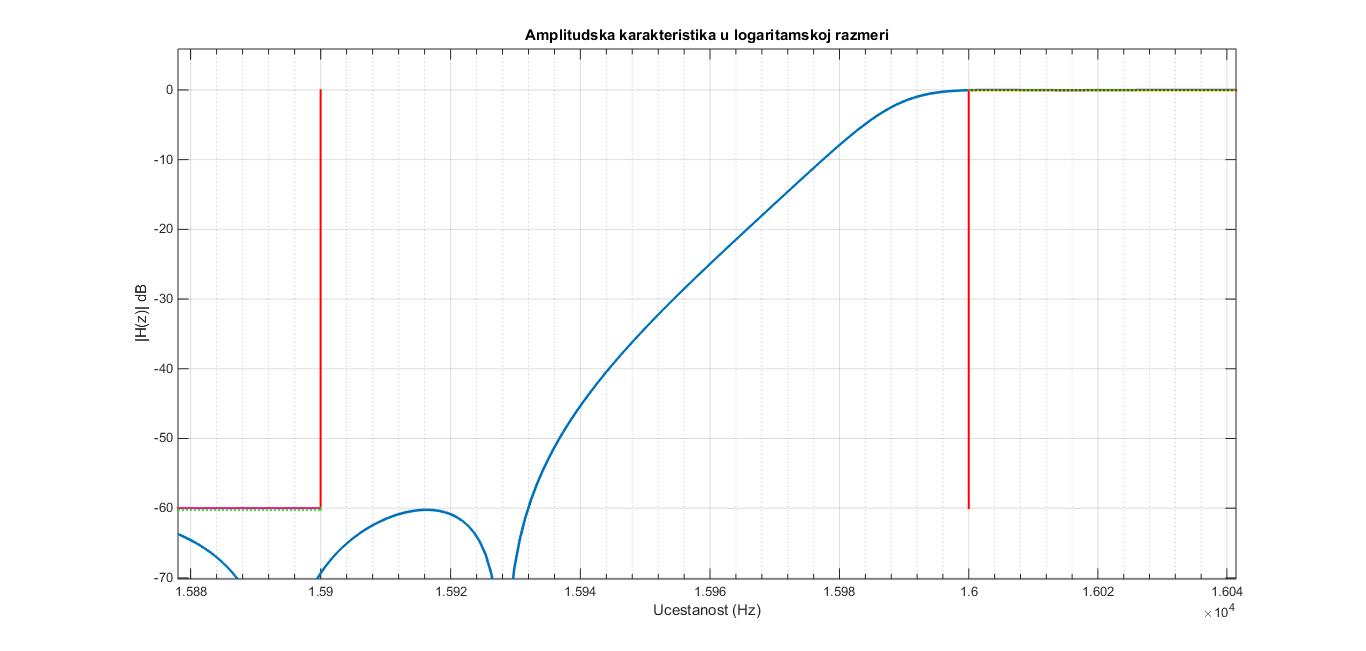 Amplitudska karakteristika u logaritamskoj razmeri
|H(z)| dB
0
-10
-20
-30
-40
-50
-60
-70
1.588 1.59 1.592 1.594 1.596 1.598 1.6 1.602 1.604
Ucestanost (Hz)
×10⁴